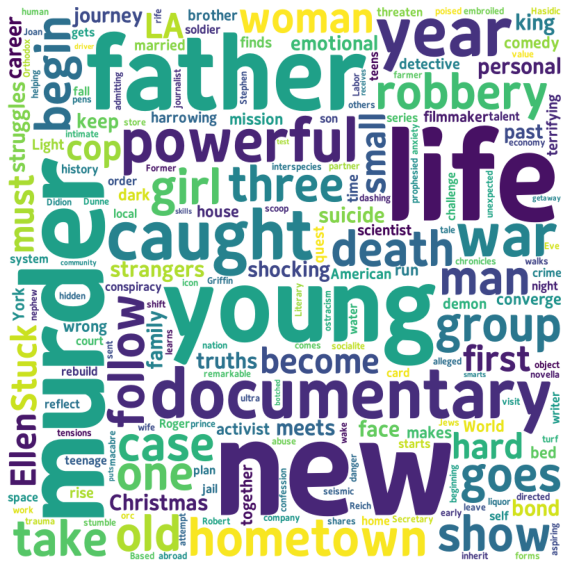 journey
LA
brother
woman
year
threaten
poised
embroiled
Hasidic
king
career
Orthodox
Joan
driver
rife
soldier
gets
married
finds
emotional
teens
comedy
value
aspiring
begin
father
journalist
Stephen
Labor
receives
farmer
detective
personal
helping
fall
pens
admitting
keep
store
harrowing
mission
son
others
series
robbery
filmmaker
talent
terrifying
struggles
Light
cop
intimate
test
powerful
small
life
past
economy
history
Former
interspecies
partner
prophesied
anxiety
must
order
dark
girl
three
time
dashing
challenge
unexpected
getaway
Didion
Dunne
local
house
skills
scoop
suicide
scientist
tale
system
community
caught
death
war
Eve
chronicles
walks
murder
strangers
shocking
quest
American
run
crime
York
nephew
hidden
conspiracy
icon
Griffin
shift
man
demon
converge
night
wrong
court
family
learns
young
Literary
ostracism
water
group
rebuild
sent
truths
nation
comes
socialite
become
alleged
first
object
novella
Stuck
follow
remarkable
card
smarts
reflect
tensions
documentary
Ellen
wife
Roger
prince
ultra
botched
activist
meets
face
makes
World
Jews
visit
writer
turf
teenage
puts
macabre
case
abuse
wake
starts
hard
bed
space
rise
one
plan
jail
together
confession
seismic
danger
new
beginning
goes
liquor
directed
work
Christmas
orc
company
Reich
early
leave
self
bond
trauma
stumble
attempt
Robert
shares
home
Secretary
inherit
take
Based
abroad
old
hometown
show
forms
human